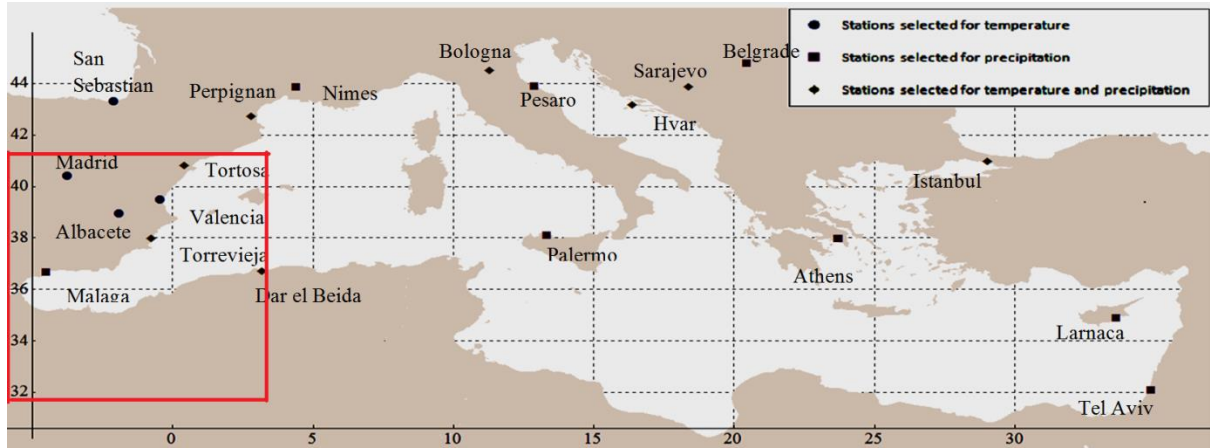 Stations selected for temperature
Stations selected for precipitation
Stations selected for temperature and precipitation
San
Sebastian
Bologna
Belgrade
Sarajevo
44
Perpignan
Nimes
Pesaro
Hvar
42
Madrid
Tortosa
Istanbul
40
Valencia
Albacete
38
Torrevieja
Palermo
Athens
Malaga
Dar el Beida
36
Larnaca
34
32
Tel Aviv
0 5 10 15 20 25 30